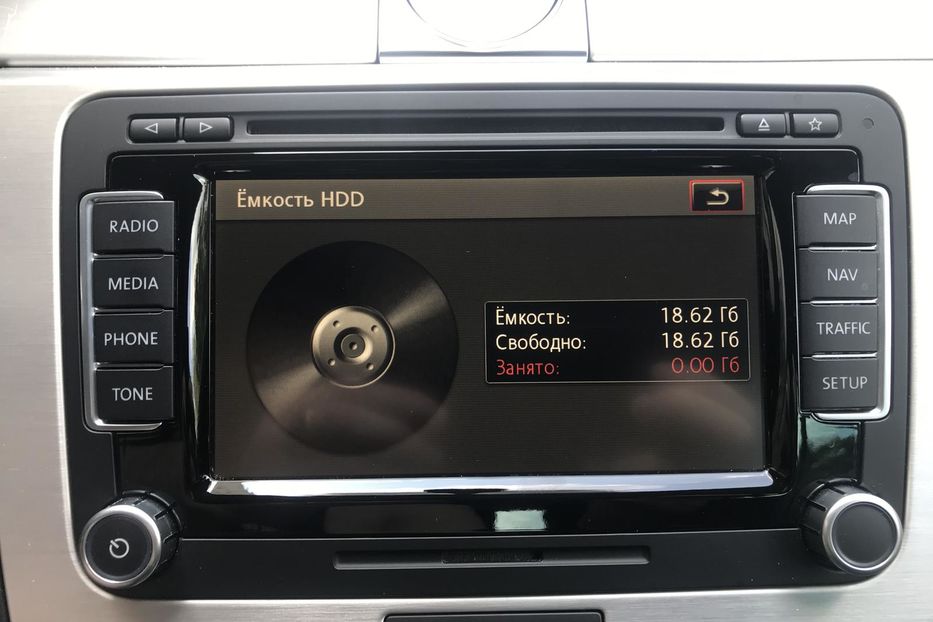 Ёмкость HDD
RADIO
MEDIA
PHONE
TONE
Ёмкость: 18.62 Гб
Свободно: 18.62 Гб
Занято: 0.00 Гб
MAP
NAV
TRAFFIC
SETUP